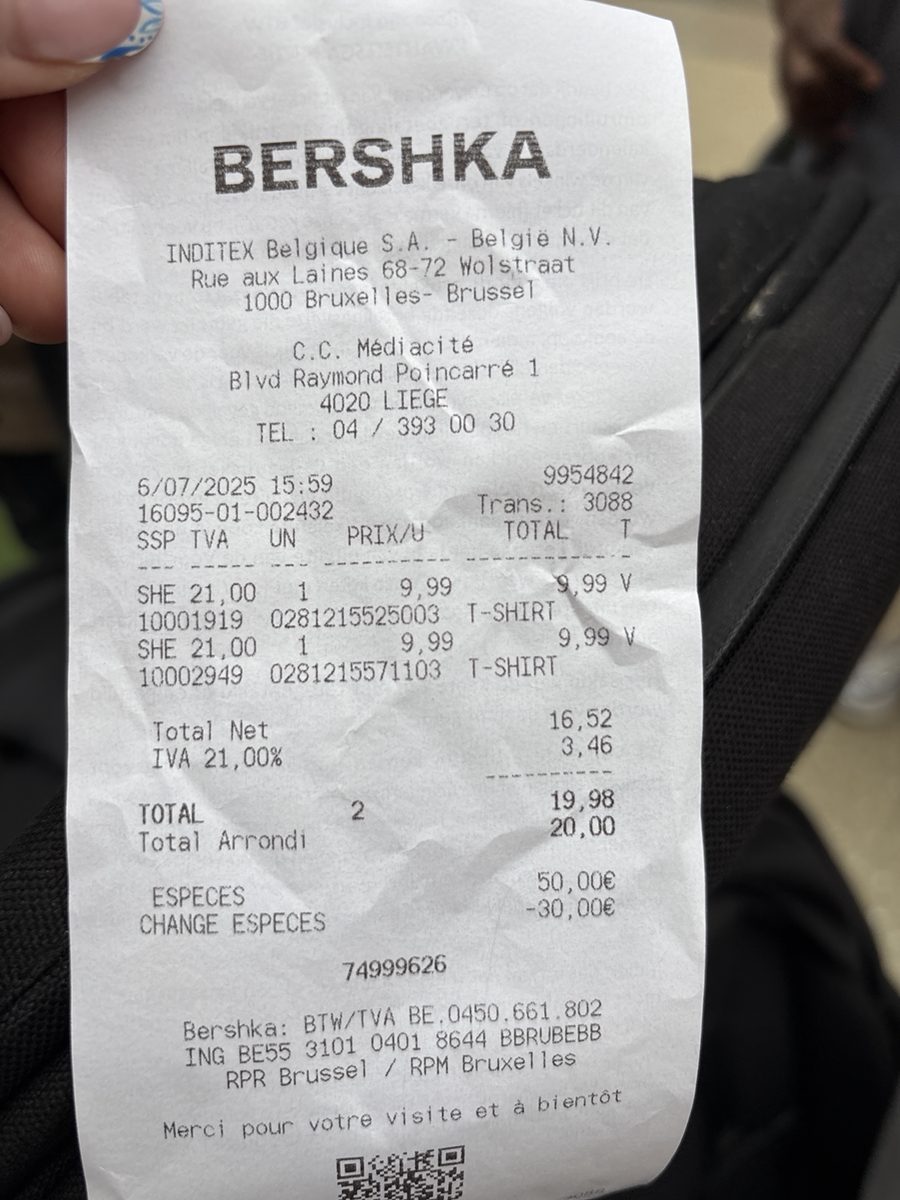 BERSHKA
INDITEX Belgique S.A. - België N.V.
Rue aux Laines 68-72 Wolstraat
1000 Bruxelles- Brussel
C.C. Médiacité
Blvd Raymond Poincarré 1
4020 LIEGE
TEL : 04 / 393 00 30
6/07/2025 15:59 9954842
16095-01-002432 Trans.: 3088
SSP TVA UN PRIX/U TOTAL T
SHE 21,00 1 9,99 9,99 V
10001919 0281215525003 T-SHIRT
SHE 21,00 1 9,99 9,99 V
10002949 0281215571103 T-SHIRT
Total Net 16,52
IVA 21,00% 3,46
TOTAL 2 19,98
Total Arrondi 20,00
ESPECES 50,00€
CHANGE ESPECES -30,00€
74999626
Bershka: BTW/TVA BE.0450.661.802
ING BE55 3101 0401 8644 BBRUBEBB
RPR Brussel / RPM Bruxelles
Merci pour votre visite et à bientôt